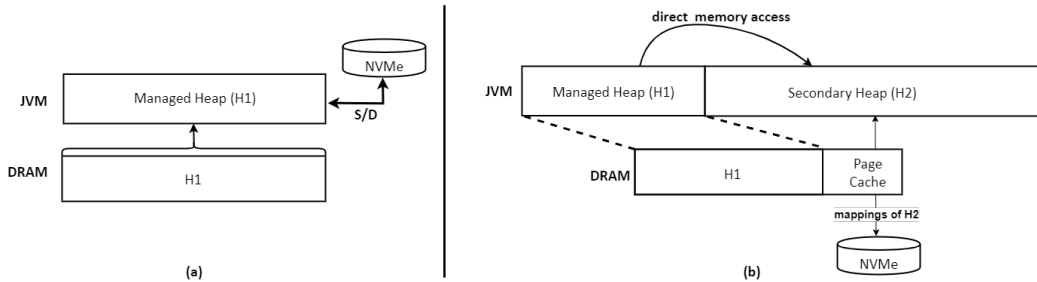 NVMe
JVM
Managed Heap (H1)
S/D
DRAM
H1
(a)
direct memory access
JVM
Managed Heap (H1)
Secondary Heap (H2)
DRAM
H1
Page
Cache
mappings of H2
NVMe
(b)